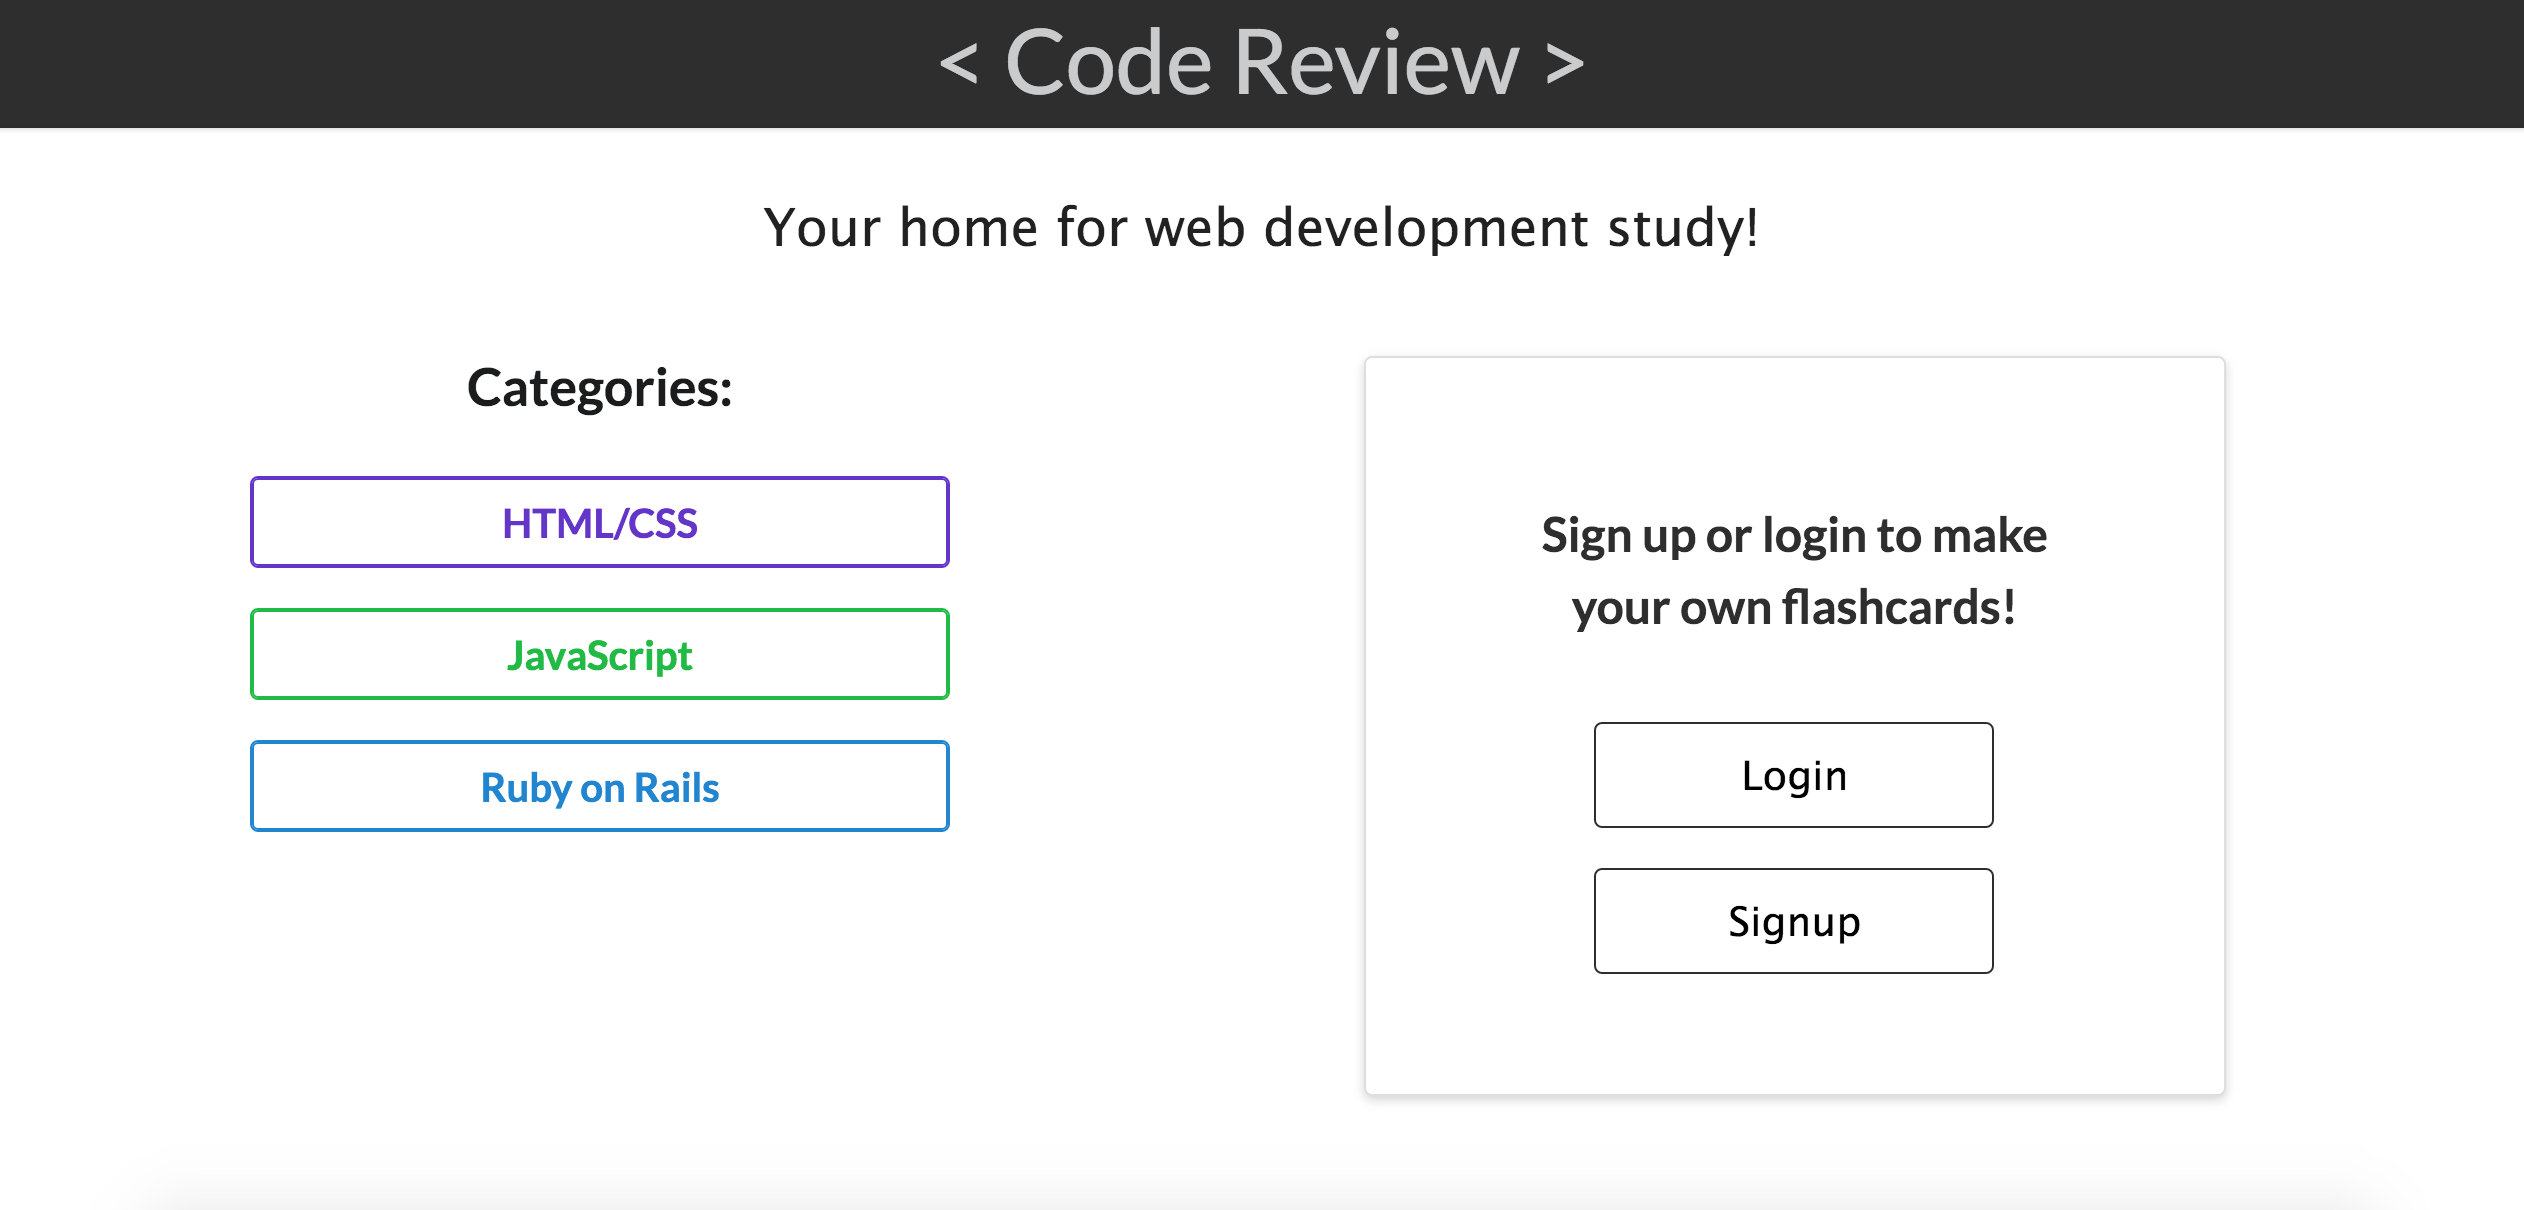 < Code Review >
Your home for web development study!
Categories:
HTML/CSS
JavaScript
Ruby on Rails
Sign up or login to make
your own flashcards!
Login
Signup